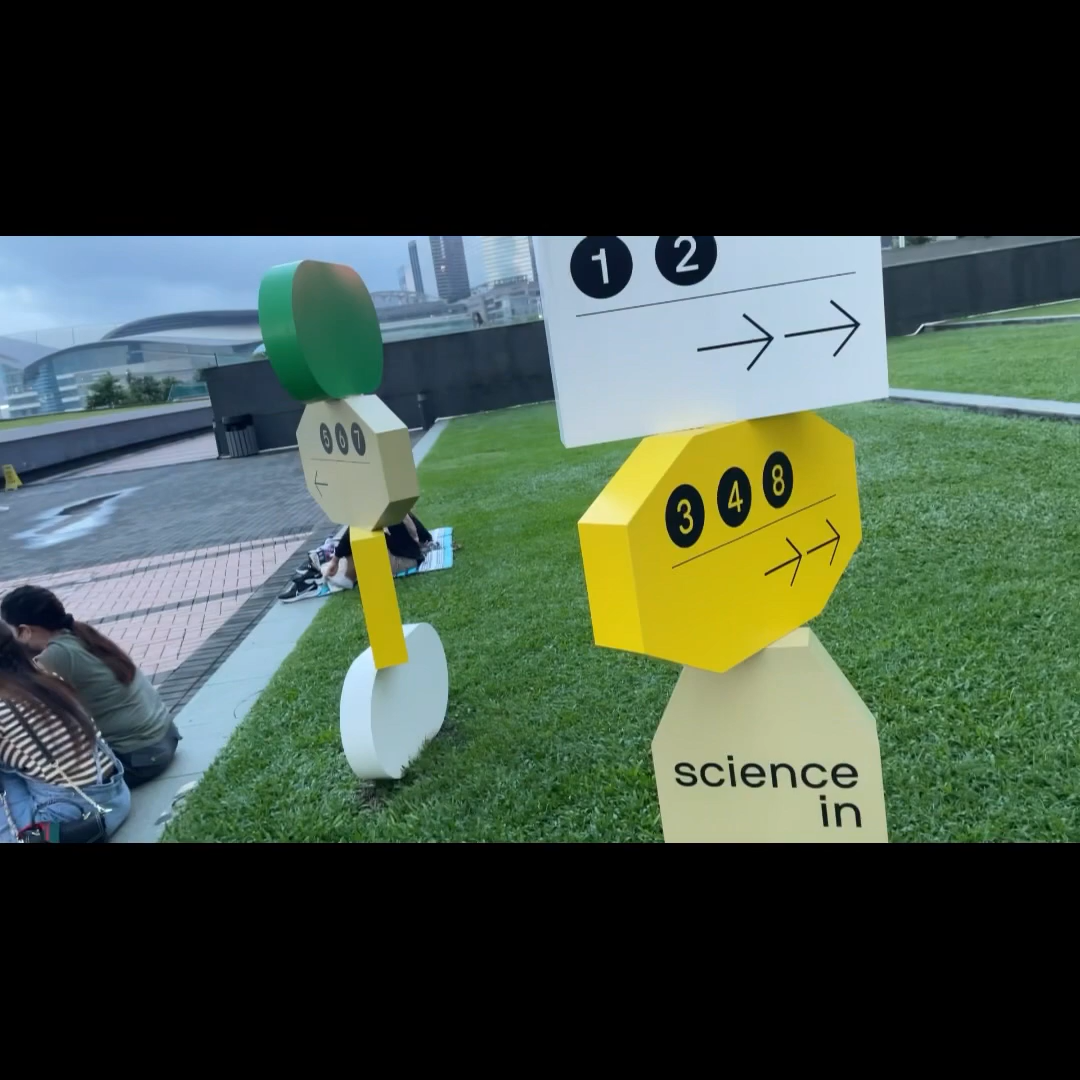 1 2
→ →
3 4 8
→ →
science
in
5 6 7
←